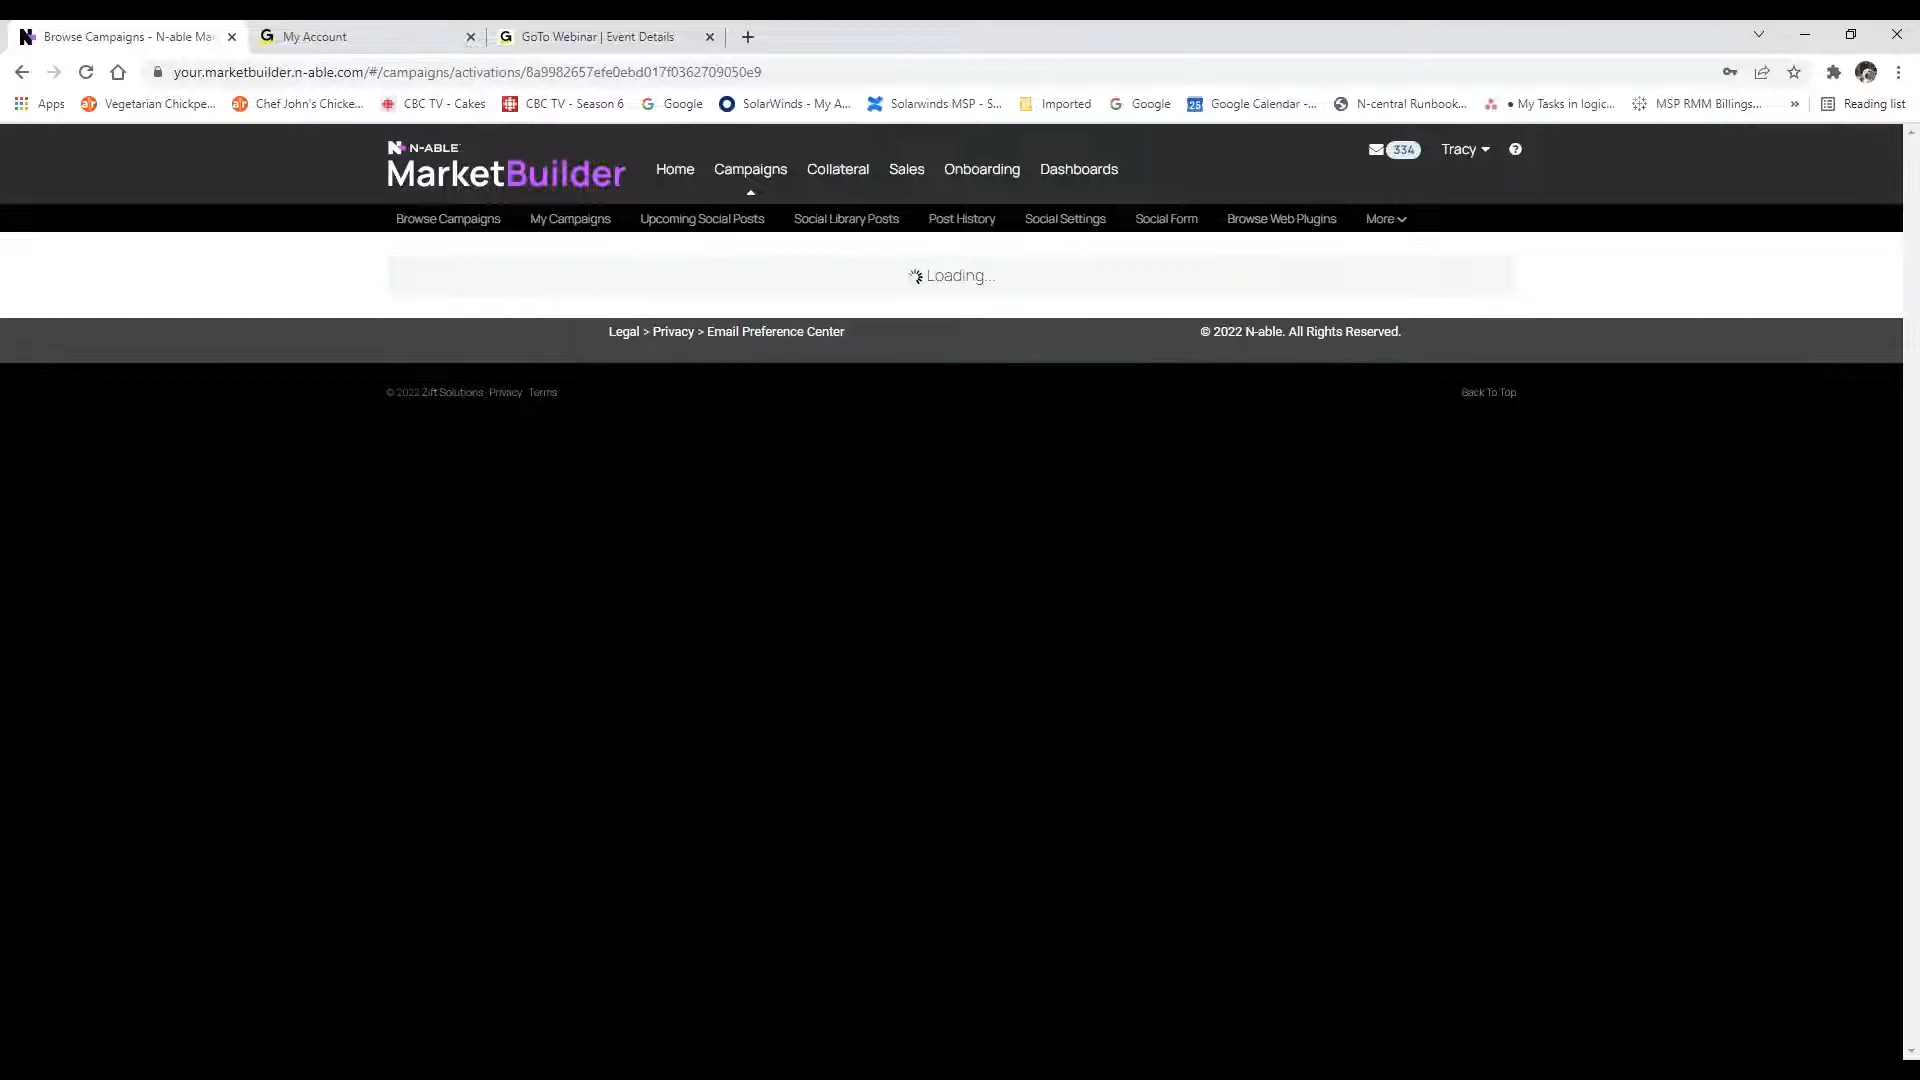 Browse Campaigns - N-able Ma
My Account
GoTo Webinar | Event Details
your.marketbuilder.n-able.com/#/campaigns/activations/8a9982657efe0ebd017f0362709050e9
Apps
Vegetarian Chickpe...
Chef John's Chicke...
CBC TV - Cakes
CBC TV - Season 6
Google
SolarWinds - My A...
Solarwinds MSP - S...
Imported
Google
25
Google Calendar -...
N-central Runbook...
• My Tasks in logic...
MSP RMM Billings...
»
Reading list
N-ABLE
MarketBuilder
Home
Campaigns
Collateral
Sales
Onboarding
Dashboards
334
Tracy
Browse Campaigns
My Campaigns
Upcoming Social Posts
Social Library Posts
Post History
Social Settings
Social Form
Browse Web Plugins
More
Loading...
Legal > Privacy > Email Preference Center
© 2022 N-able. All Rights Reserved.
© 2022 Zift Solutions · Privacy Terms
Back To Top